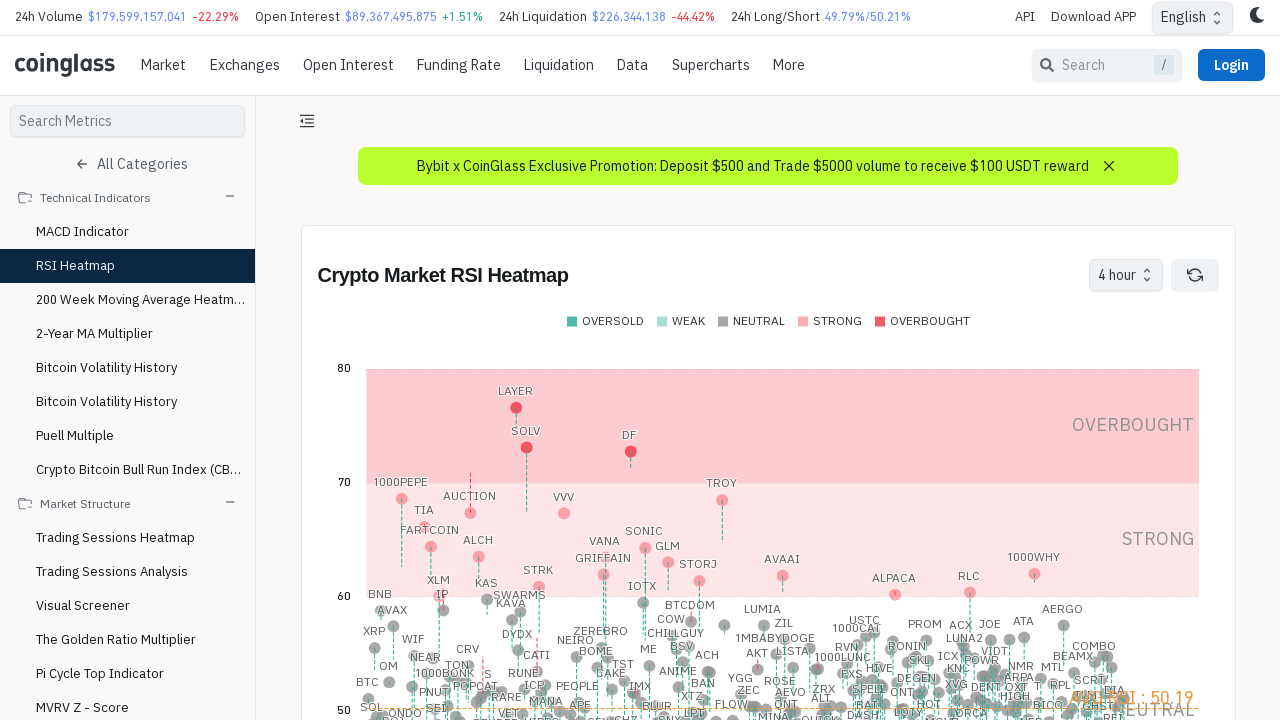 24h Volume $179,599,157,041 -22.29% Open Interest $89,367,495,875 +1.51% 24h Liquidation $226,344,138 -44.42% 24h Long/Short 49.79%/50.21% API Download APP English
coinglass Market Exchanges Open Interest Funding Rate Liquidation Data Supercharts More Search / Login
Search Metrics
All Categories
Technical Indicators
MACD Indicator
RSI Heatmap
200 Week Moving Average Heatm...
2-Year MA Multiplier
Bitcoin Volatility History
Bitcoin Volatility History
Puell Multiple
Crypto Bitcoin Bull Run Index (CB...
Market Structure
Trading Sessions Heatmap
Trading Sessions Analysis
Visual Screener
The Golden Ratio Multiplier
Pi Cycle Top Indicator
MVRV Z - Score
Bybit x CoinGlass Exclusive Promotion: Deposit $500 and Trade $5000 volume to receive $100 USDT reward
Crypto Market RSI Heatmap 4 hour
OVERSOLD WEAK NEUTRAL STRONG OVERBOUGHT
80
LAYER
OVERBOUGHT
SOLV DF
70 1000PEPE TROY
AUCTION VVV
TIA
FARTCOIN SONIC
ALCH VANA GLM STRONG
GRIFFAIN STORJ AVAAI 1000WHY
STRK
XLM KAS IOTX ALPACA RLC
60 BNB IP SWARMS
AVAX KAVA BTCDOM LUMIA AERGO
XRP DYDX ZEREBRO COW ZIL USTC PROM ACX JOE ATA
WIF NEIRO CHILLGUY 1MBABYDOGE 1000CAT LUNA2
CRV BOME ME BSV LISTA RVN RONIN VIDT COMBO
OM NEAR CATI ACH AKT 1000LUNC SKL ICX POWR BEAMX
TON TST HIVE KNC NMR MTL
1000BONK S RUNE CAKE ANIME YGG ROSE EXS DEGEN ARPA SCRT
BTC POPCAT ICP PEOPLE IMX BAN ZEC AEVO ZRX SPELL XVG DENT OXT RPL DIA
PNUT RARE MANA XTZ ONT ALT CQNT HIGH
SOL SEI APE BLUR FLOW BAT HOT BICO
50 ONDO VET CHZ MINA DASH NEUTRAL